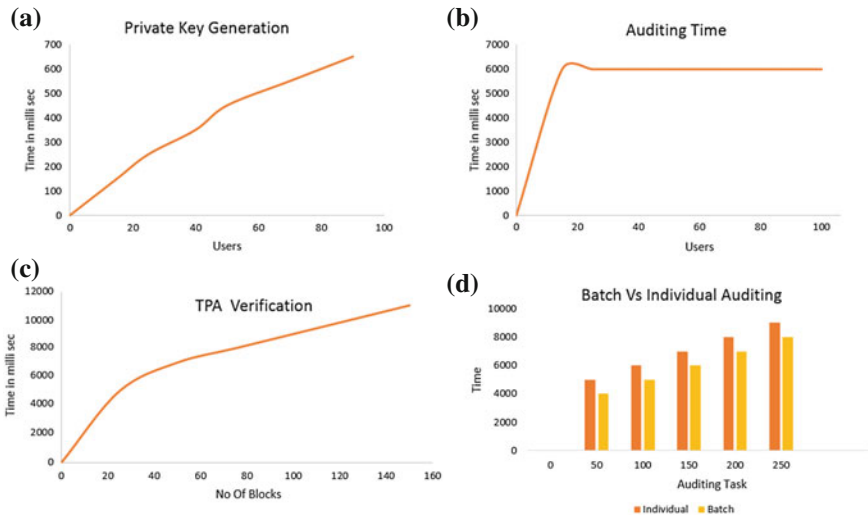 (a)
Private Key Generation
Time in milli sec
700
600
500
400
300
200
100
0
0 20 40 60 80 100
Users
(b)
Auditing Time
Time in milli sec
7000
6000
5000
4000
3000
2000
1000
0
0 20 40 60 80 100
Users
(c)
TPA Verification
Time in milli sec
12000
10000
8000
6000
4000
2000
0
0 20 40 60 80 100 120 140 160
No Of Blocks
(d)
Batch Vs Individual Auditing
Time
10000
8000
6000
4000
2000
0
0 50 100 150 200 250
Auditing Task
Individual Batch